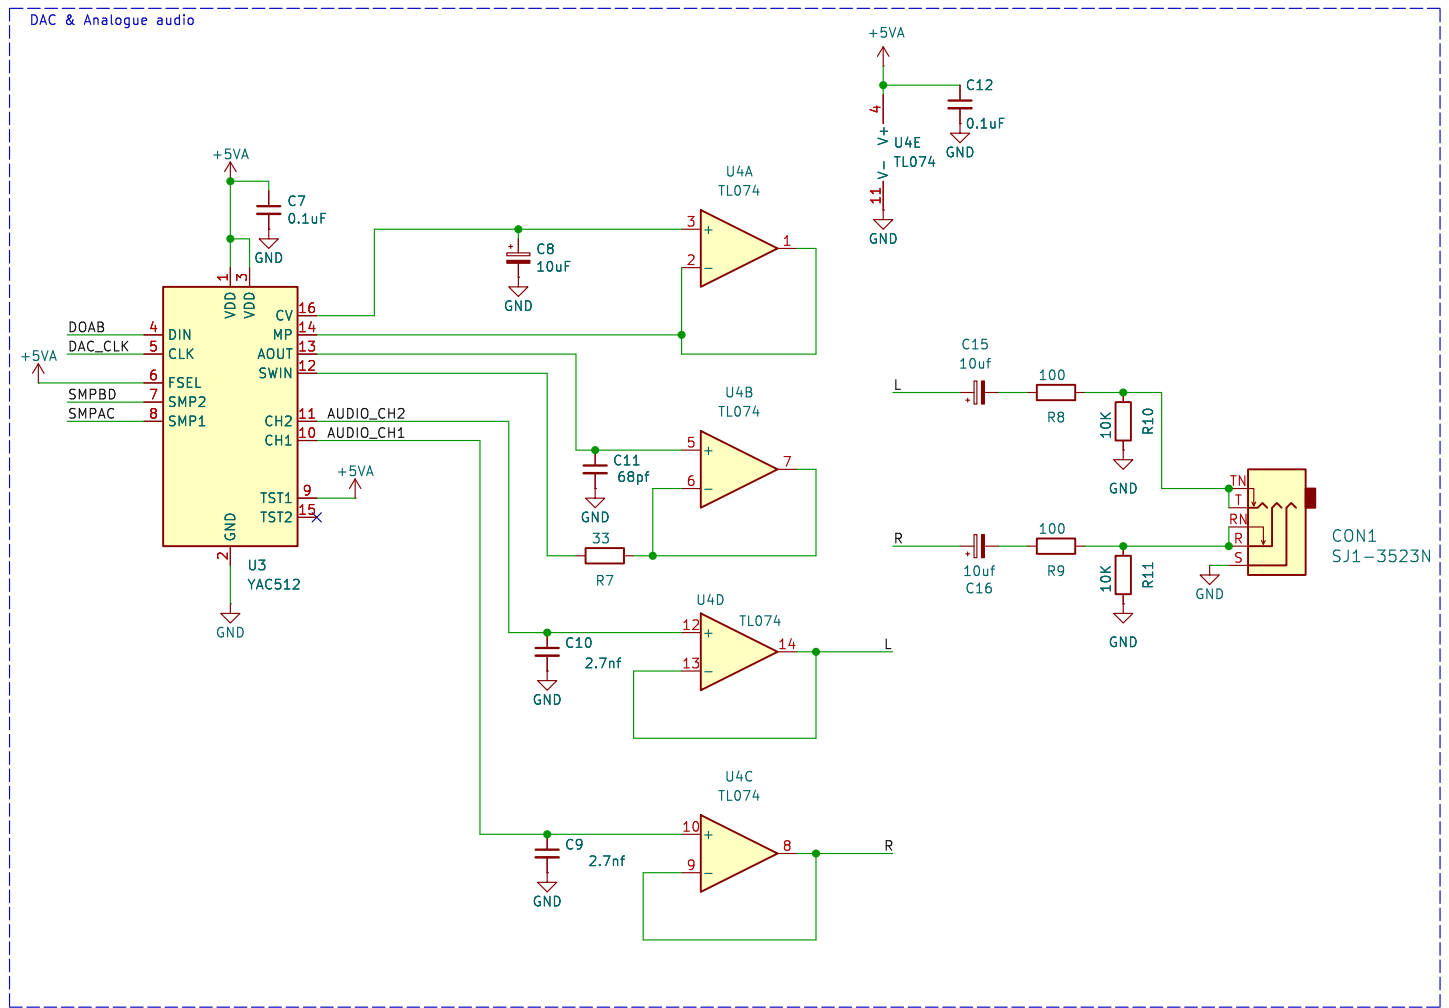 DAC & Analogue audio
+5VA
C12
0.1uF
GND
4
V+
U4E
TL074
V-
11
GND
+5VA
C7
0.1uF
GND
1
3
VDD
VDD
U4A
TL074
3
+
2
-
1
+
C8
10uF
GND
CV
16
MP
14
AOUT
13
SWIN
12
CH2
11
AUDIO_CH2
CH1
10
AUDIO_CH1
TST1
9
+5VA
TST2
15
DOAB
4
DIN
DAC_CLK
5
CLK
+5VA
6
FSEL
SMPBD
7
SMP2
SMPAC
8
SMP1
GND
2
U3
YAC512
GND
U4B
TL074
5
+
6
-
7
C11
68pf
GND
33
R7
C15
10uf
L
+
100
R8
10K
R10
GND
R
+
10uf
C16
100
R9
10K
R11
GND
TN
T
RN
R
S
GND
CON1
SJ1-3523N
U4D
TL074
12
+
13
-
14
L
C10
2.7nf
GND
U4C
TL074
10
+
9
-
8
R
C9
2.7nf
GND